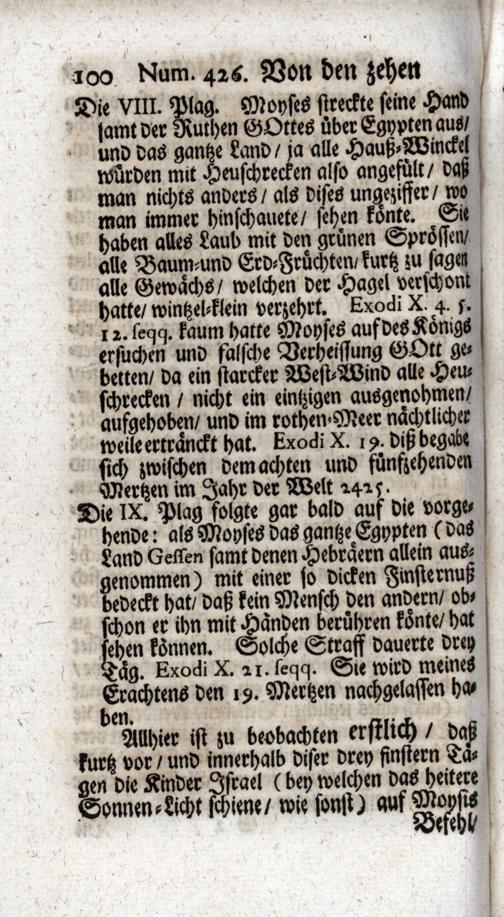 100 Num. 426. Von den zehen
Die VIII. Plag. Moyses streckte seine Hand
samt der Ruthen GOttes über Egypten aus/
und das gantze Land / ja alle Hauß-Winckel
würden mit Heuschrecken also angefült / daß
man nichts anders / als dises ungeziffer / wo
man immer hinschauete / sehen könte. Sie
haben alles Laub mit den grünen Sprössen/
alle Baum-und Erd-Früchten/ kurtz zu sagen
alle Gewächs / welchen der Hagel verschont
hatte/ wintzel-klein verzehrt. Exodi X. 4. 5.
12. seqq. kaum hatte Moyses auf des Königs
ersuchen und falsche Verheissung GOtt ge-
betten/ da ein starcker West-Wind alle Heu-
schrecken / nicht ein eintzigen ausgenohmen/
aufgehoben/ und im rothen-Meer nächtlicher
weile ertränckt hat. Exodi X. 19. diß begabe
sich zwischen dem achten und fünfzehenden
Mertzen im Jahr der Welt 2425.
Die IX. Plag folgte gar bald auf die vorge-
hende: als Moyses das gantze Egypten (das
Land Gessen samt denen Hebräern allein aus-
genommen) mit einer so dicken Finsternuß
bedeckt hat/ daß kein Mensch den andern/ ob-
schon er ihn mit Händen berühren könte/ hat
sehen können. Solche Straff dauerte drey
Täg. Exodi X. 21. seqq. Sie wird meines
Erachtens den 19. Mertzen nachgelassen ha-
ben.
Allhier ist zu beobachten erstlich / daß
kurtz vor / und innerhalb diser drey finstern Tä-
gen die Kinder Israel (bey welchen das heitere
Sonnen-Licht schiene/ wie sonst) auf Moysis
Befehl/